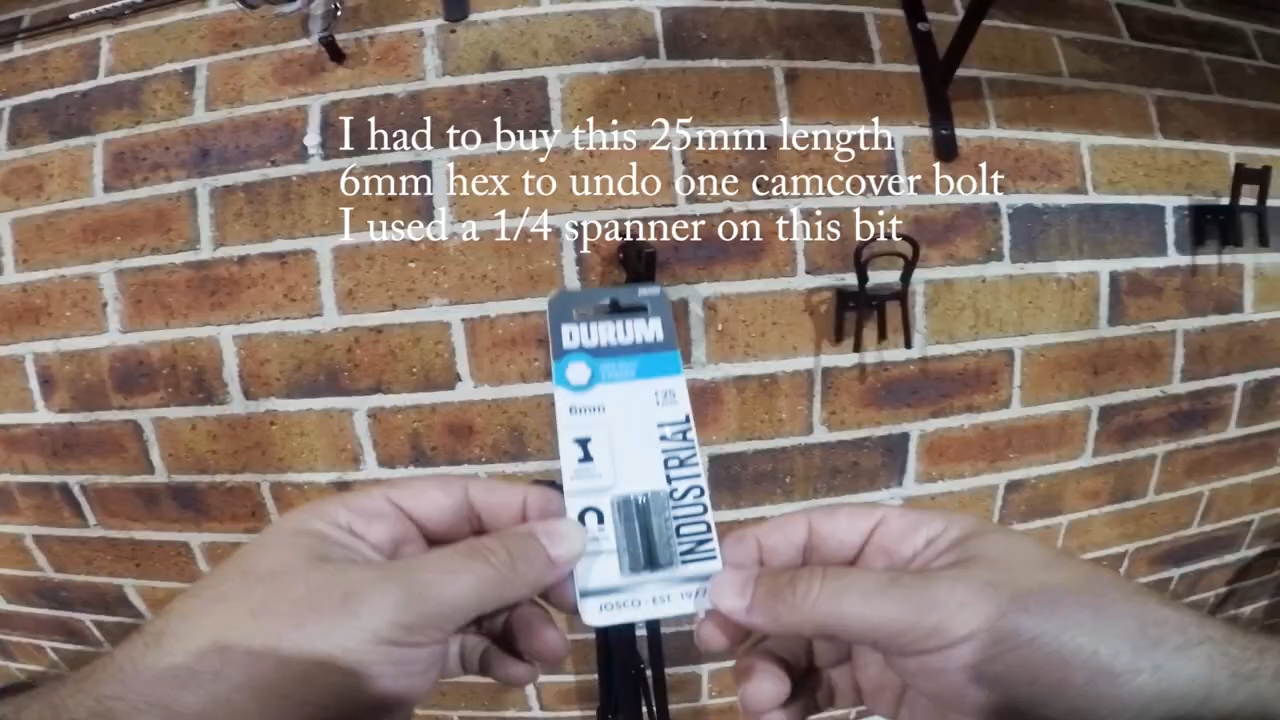 I had to buy this 25mm length
6mm hex to undo one camcover bolt
I used a 1/4 spanner on this bit
DURUM
6mm
INDUSTRIAL
JOSCO - EST. 1977